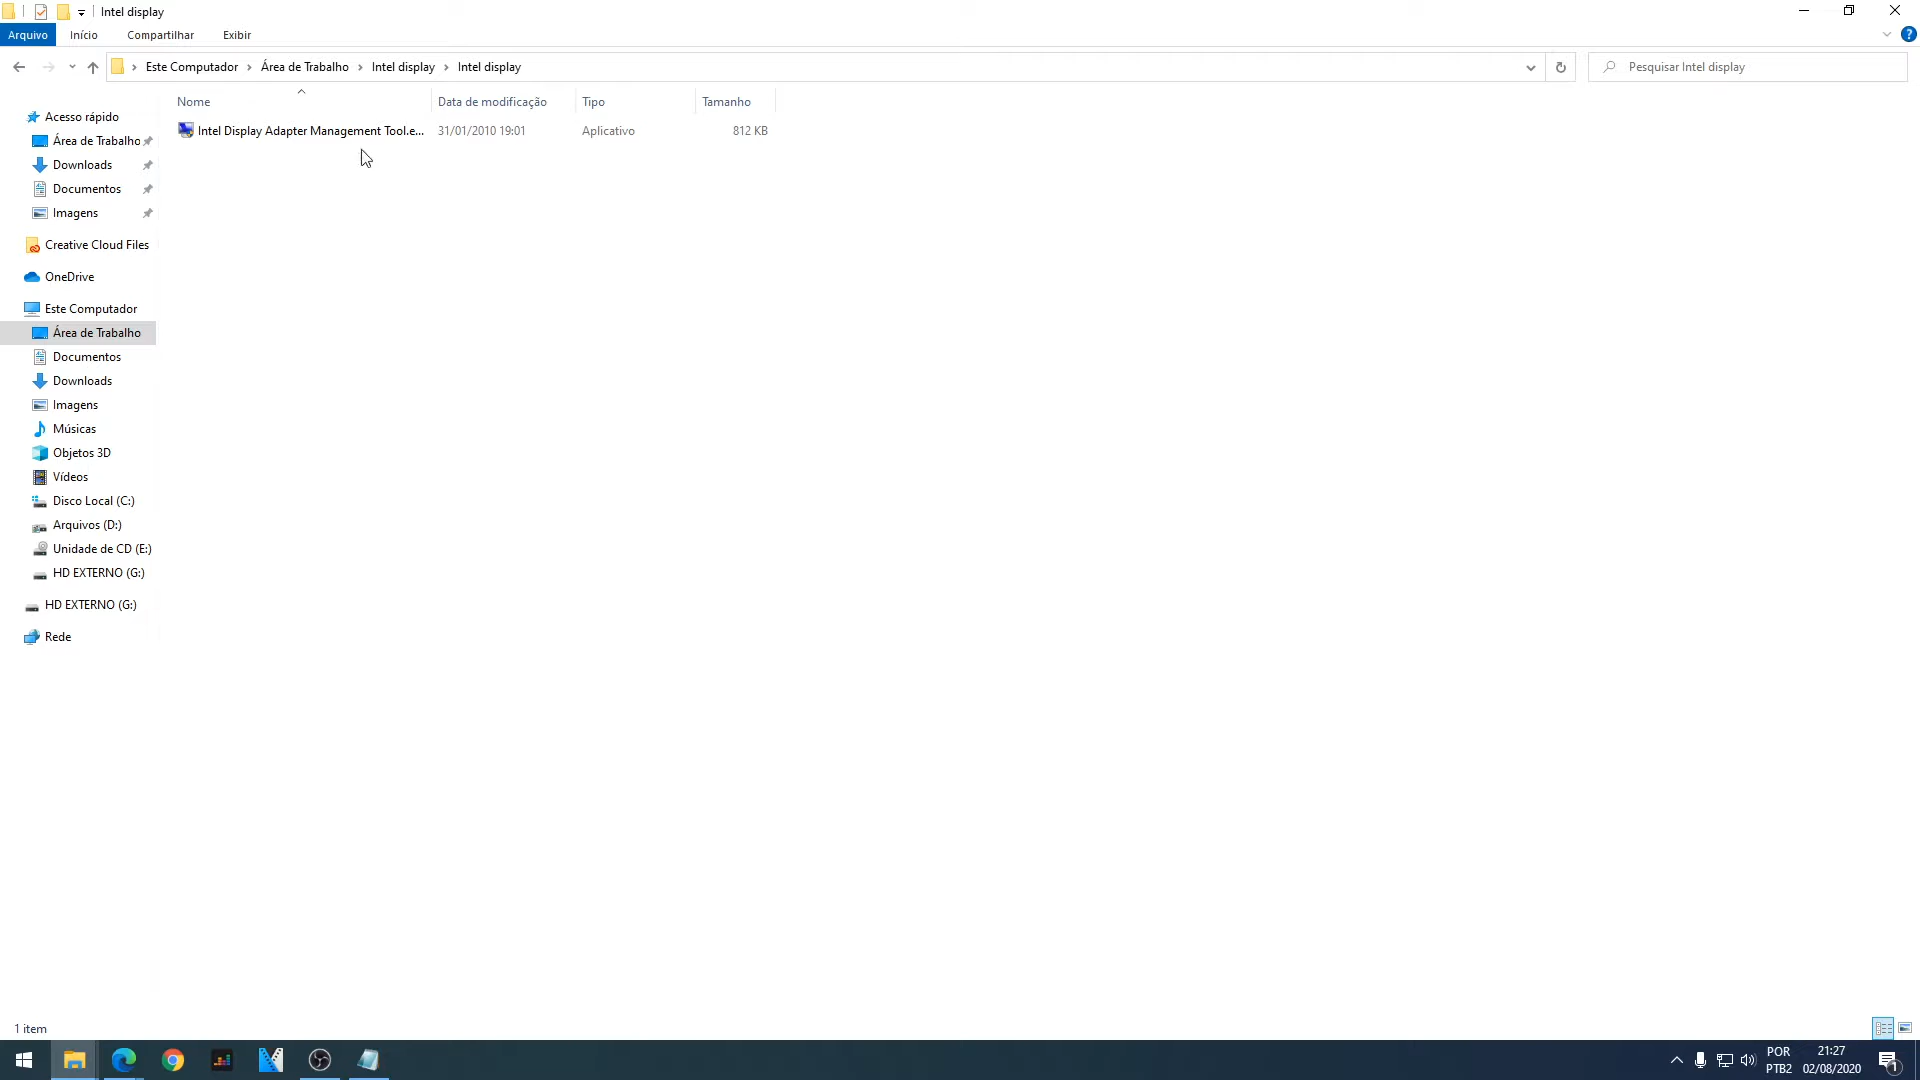 Intel display
Arquivo Início Compartilhar Exibir
Este Computador Área de Trabalho Intel display Intel display
Pesquisar Intel display
Nome Data de modificação Tipo Tamanho
Intel Display Adapter Management Tool.e... 31/01/2010 19:01 Aplicativo 812 KB
Acesso rápido
Área de Trabalho
Downloads
Documentos
Imagens
Creative Cloud Files
OneDrive
Este Computador
Área de Trabalho
Documentos
Downloads
Imagens
Músicas
Objetos 3D
Vídeos
Disco Local (C:)
Arquivos (D:)
Unidade de CD (E:)
HD EXTERNO (G:)
HD EXTERNO (G:)
Rede
1 item
POR 21:27
PTB2 02/08/2020 1